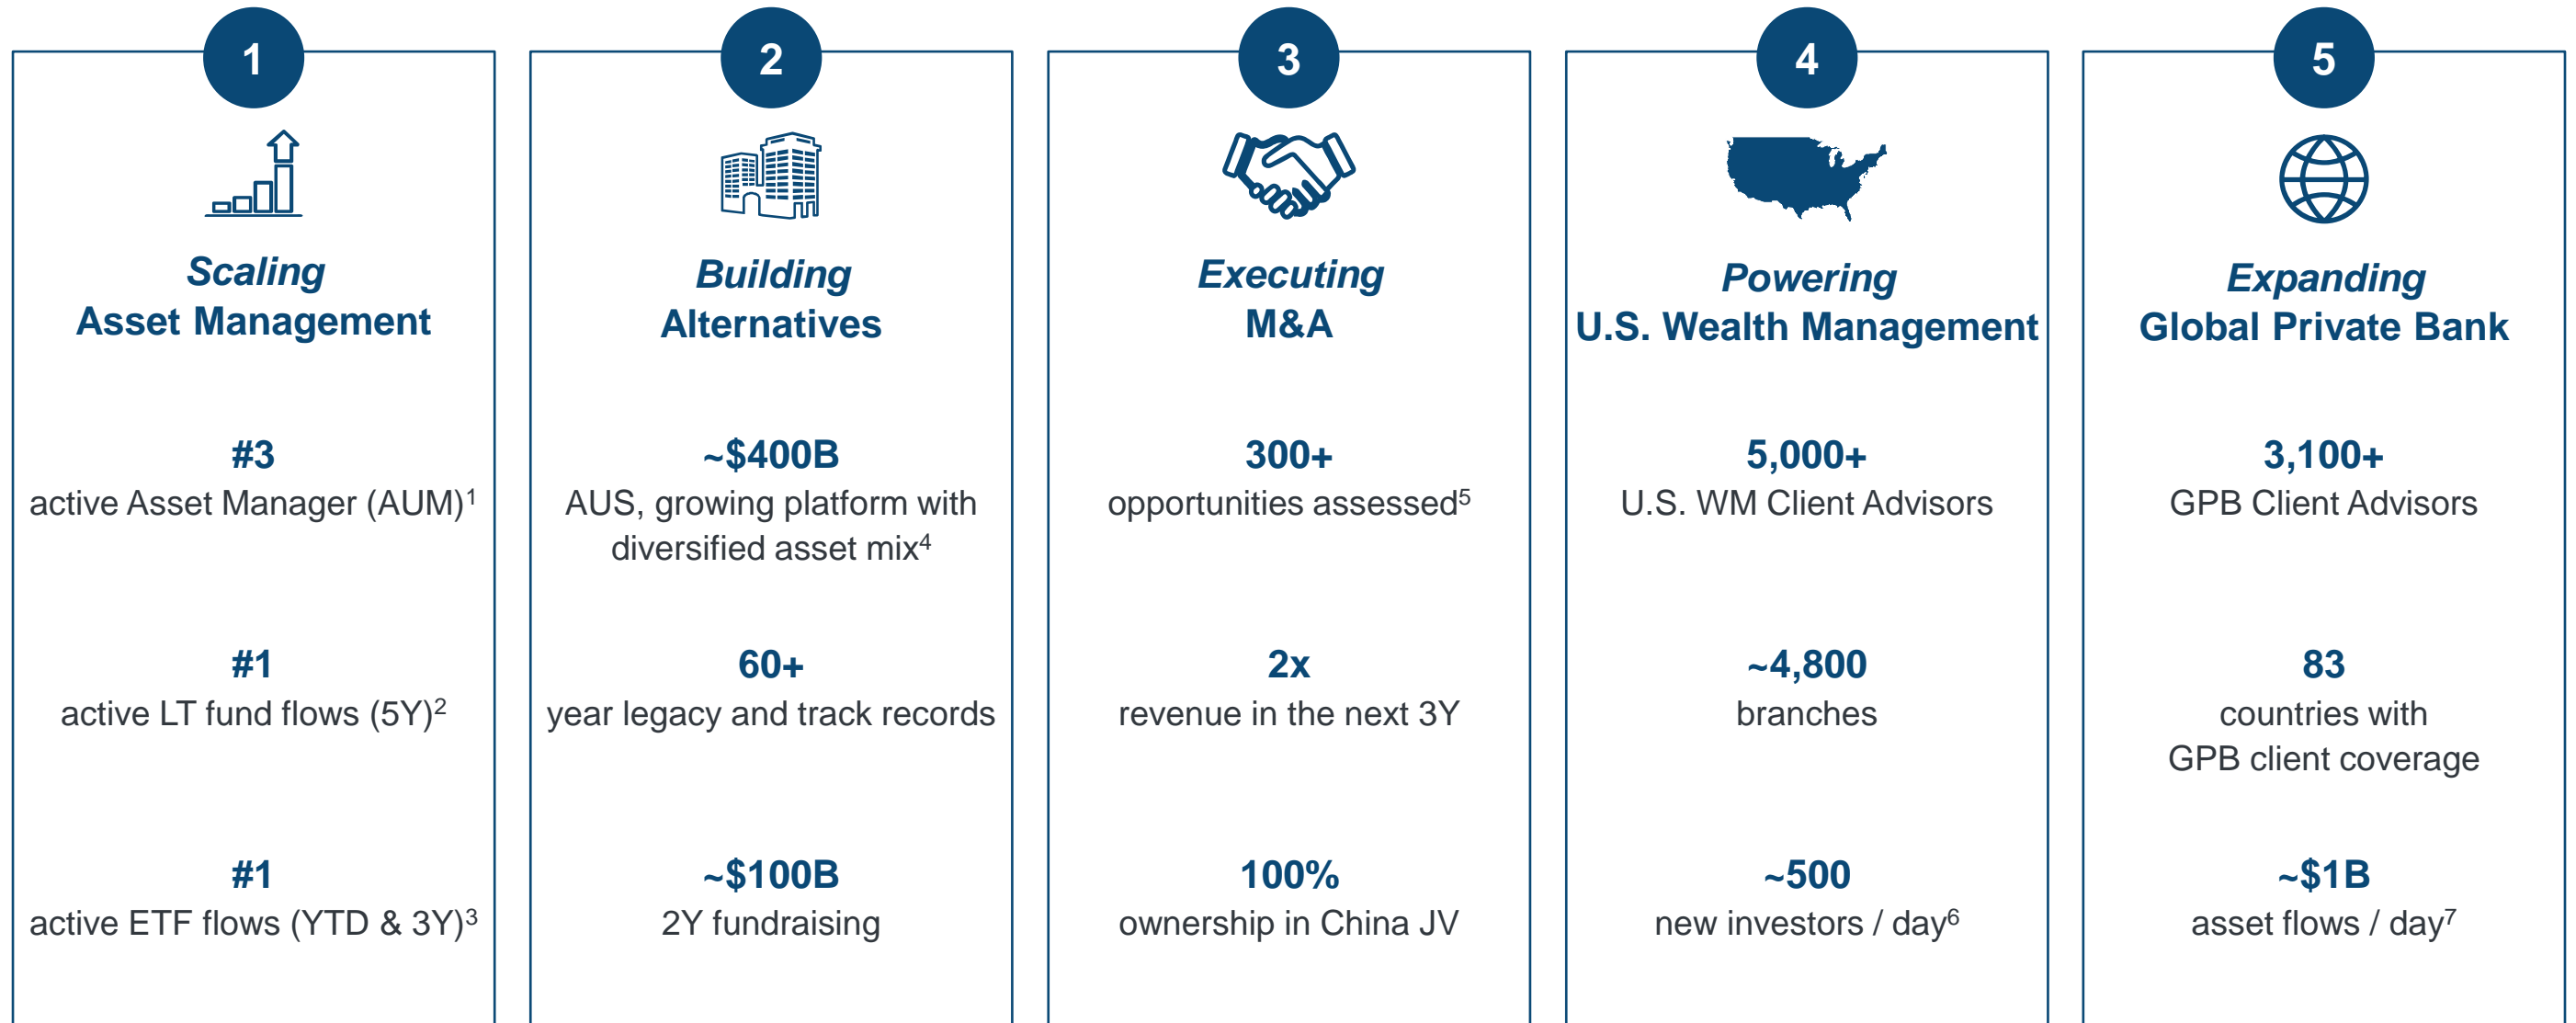 1
Scaling
Asset Management
#3
active Asset Manager (AUM)1
#1
active LT fund flows (5Y)2
#1
active ETF flows (YTD & 3Y)3
2
Building
Alternatives
~$400B
AUS, growing platform with
diversified asset mix4
60+
year legacy and track records
~$100B
2Y fundraising
3
Executing
M&A
300+
opportunities assessed5
2x
revenue in the next 3Y
100%
ownership in China JV
4
Powering
U.S. Wealth Management
5,000+
U.S. WM Client Advisors
~4,800
branches
~500
new investors / day6
5
Expanding
Global Private Bank
3,100+
GPB Client Advisors
83
countries with
GPB client coverage
~$1B
asset flows / day7